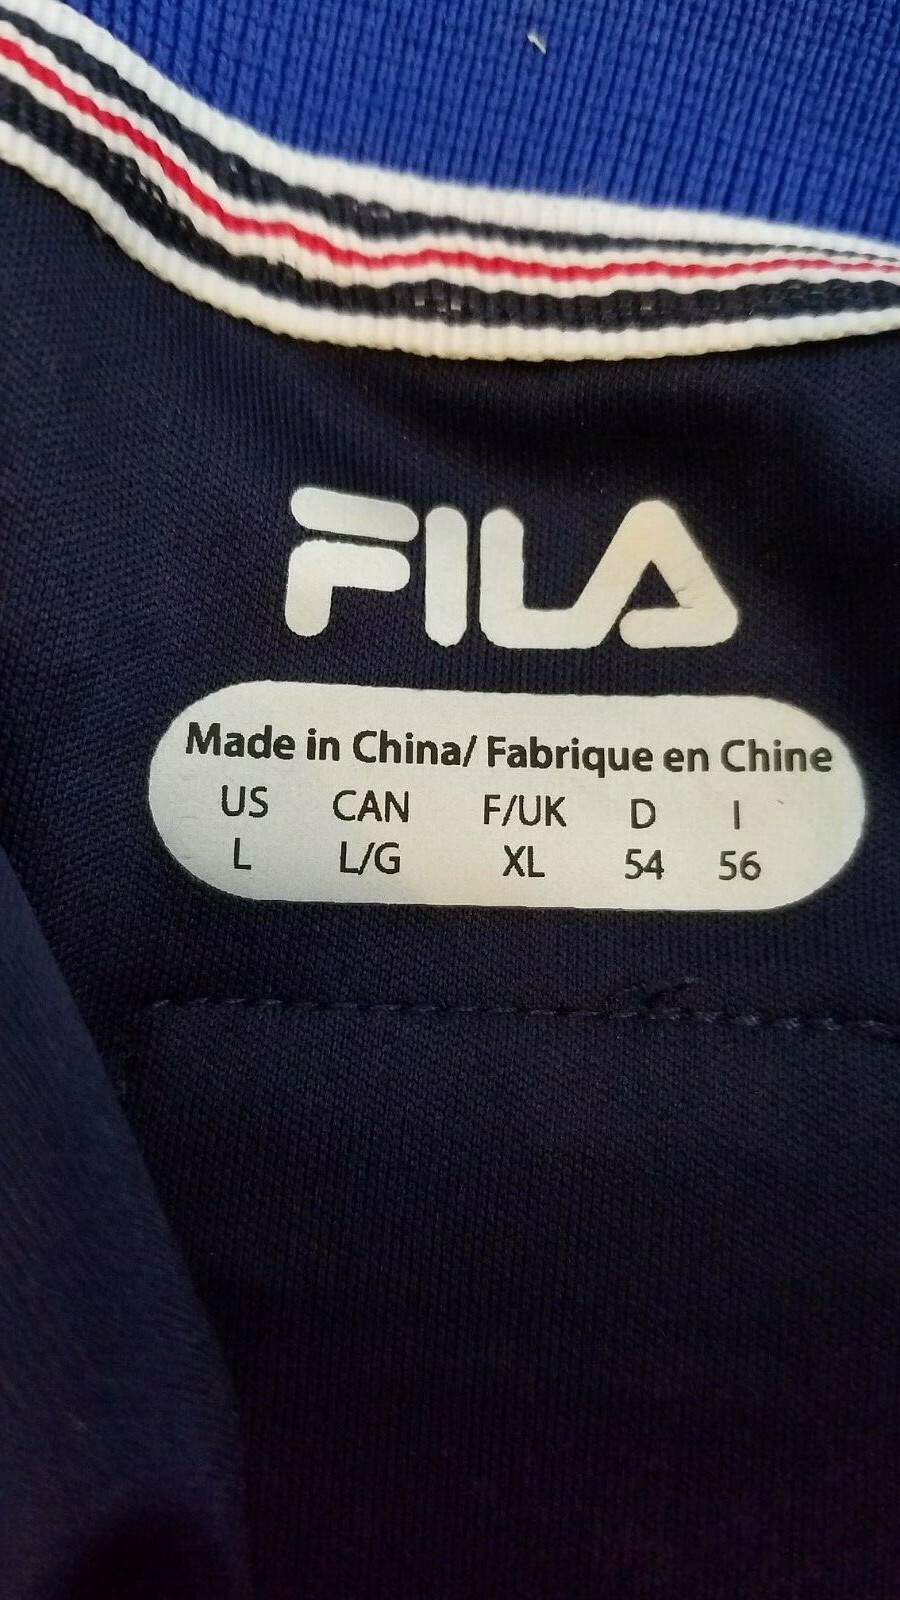 FILA
Made in China/ Fabrique en Chine
US CAN F/UK D I
L L/G XL 54 56